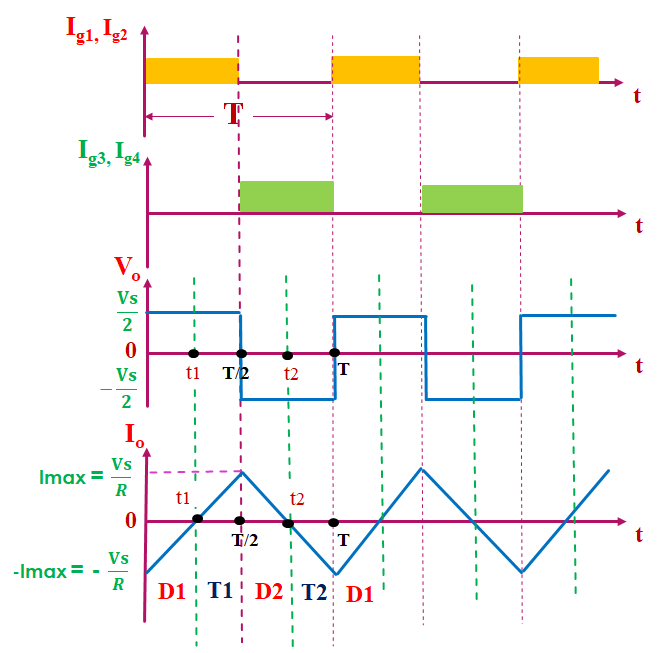 Ig1, Ig2
t
T
Ig3, Ig4
t
Vo
Vs/2
0
t1 T/2 t2 T
t
-Vs/2
Io
Imax = Vs/R
t1 t2
0
T/2 T
t
-Imax = - Vs/R
D1 T1 D2 T2 D1